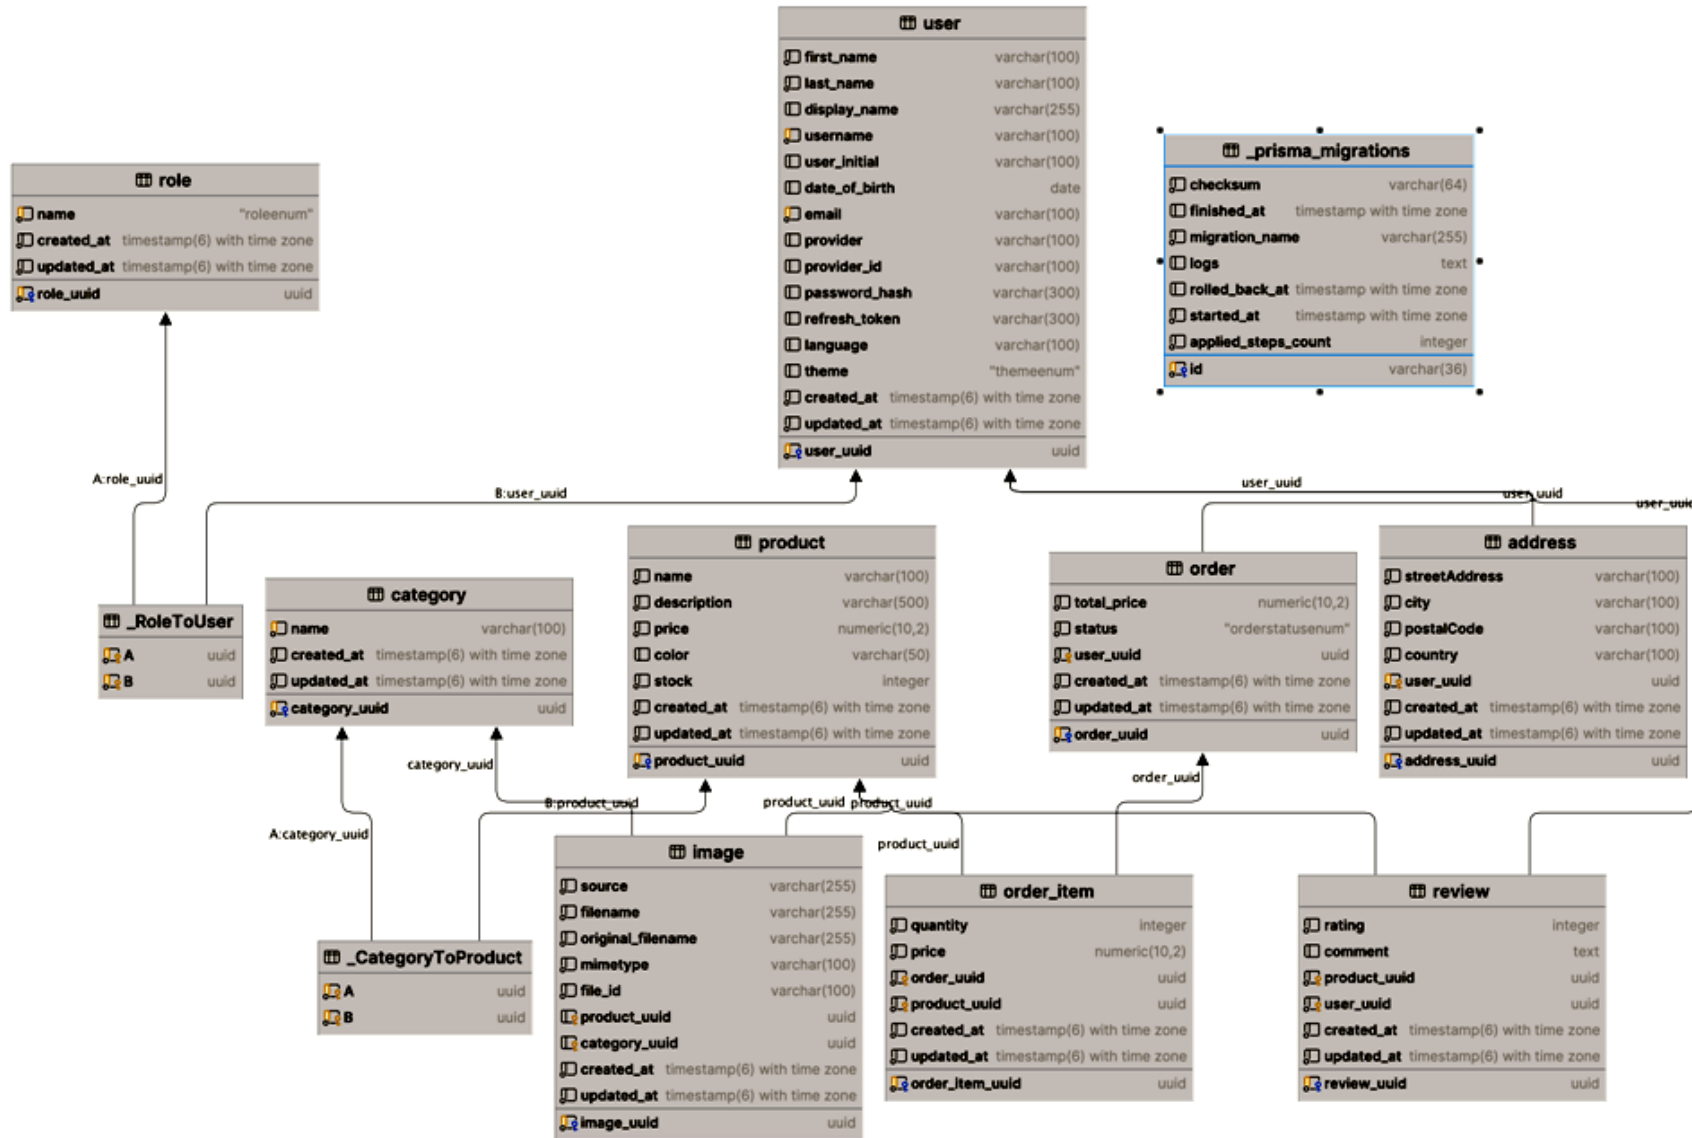 user
first_name varchar(100)
last_name varchar(100)
display_name varchar(255)
username varchar(100)
user_initial varchar(100)
date_of_birth date
email varchar(100)
provider varchar(100)
provider_id varchar(100)
password_hash varchar(300)
refresh_token varchar(300)
language varchar(100)
theme "themeenum"
created_at timestamp(6) with time zone
updated_at timestamp(6) with time zone
user_uuid uuid
_prisma_migrations
checksum varchar(64)
finished_at timestamp with time zone
migration_name varchar(255)
logs text
rolled_back_at timestamp with time zone
started_at timestamp with time zone
applied_steps_count integer
id varchar(36)
role
name "roleenum"
created_at timestamp(6) with time zone
updated_at timestamp(6) with time zone
role_uuid uuid
A:role_uuid
B:user_uuid
user_uuid
user_uuid
user_uuid
_RoleToUser
A uuid
B uuid
category
name varchar(100)
created_at timestamp(6) with time zone
updated_at timestamp(6) with time zone
category_uuid uuid
product
name varchar(100)
description varchar(500)
price numeric(10,2)
color varchar(50)
stock integer
created_at timestamp(6) with time zone
updated_at timestamp(6) with time zone
product_uuid uuid
order
total_price numeric(10,2)
status "orderstatusenum"
user_uuid uuid
created_at timestamp(6) with time zone
updated_at timestamp(6) with time zone
order_uuid uuid
address
streetAddress varchar(100)
city varchar(100)
postalCode varchar(100)
country varchar(100)
user_uuid uuid
created_at timestamp(6) with time zone
updated_at timestamp(6) with time zone
address_uuid uuid
category_uuid
order_uuid
B:product_uuid
product_uuid
product_uuid
A:category_uuid
product_uuid
_CategoryToProduct
A uuid
B uuid
image
source varchar(255)
filename varchar(255)
original_filename varchar(255)
mimetype varchar(100)
file_id varchar(100)
product_uuid uuid
category_uuid uuid
created_at timestamp(6) with time zone
updated_at timestamp(6) with time zone
image_uuid uuid
order_item
quantity integer
price numeric(10,2)
order_uuid uuid
product_uuid uuid
created_at timestamp(6) with time zone
updated_at timestamp(6) with time zone
order_item_uuid uuid
review
rating integer
comment text
product_uuid uuid
user_uuid uuid
created_at timestamp(6) with time zone
updated_at timestamp(6) with time zone
review_uuid uuid